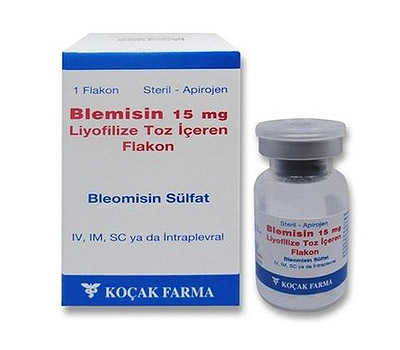 1 Flakon Steril - Apirojen
Blemisin 15 mg
Liyofilize Toz İçeren
Flakon
Bleomisin Sülfat
IV, IM, SC ya da İntraplevral
KOÇAK FARMA
Steril - Apirojen
Blemisin 15 mg
Liyofilize Toz İçeren
Flakon
Bleomisin Sülfat
IV, IM, SC ya da İntraplevral
KOÇAK FARMA